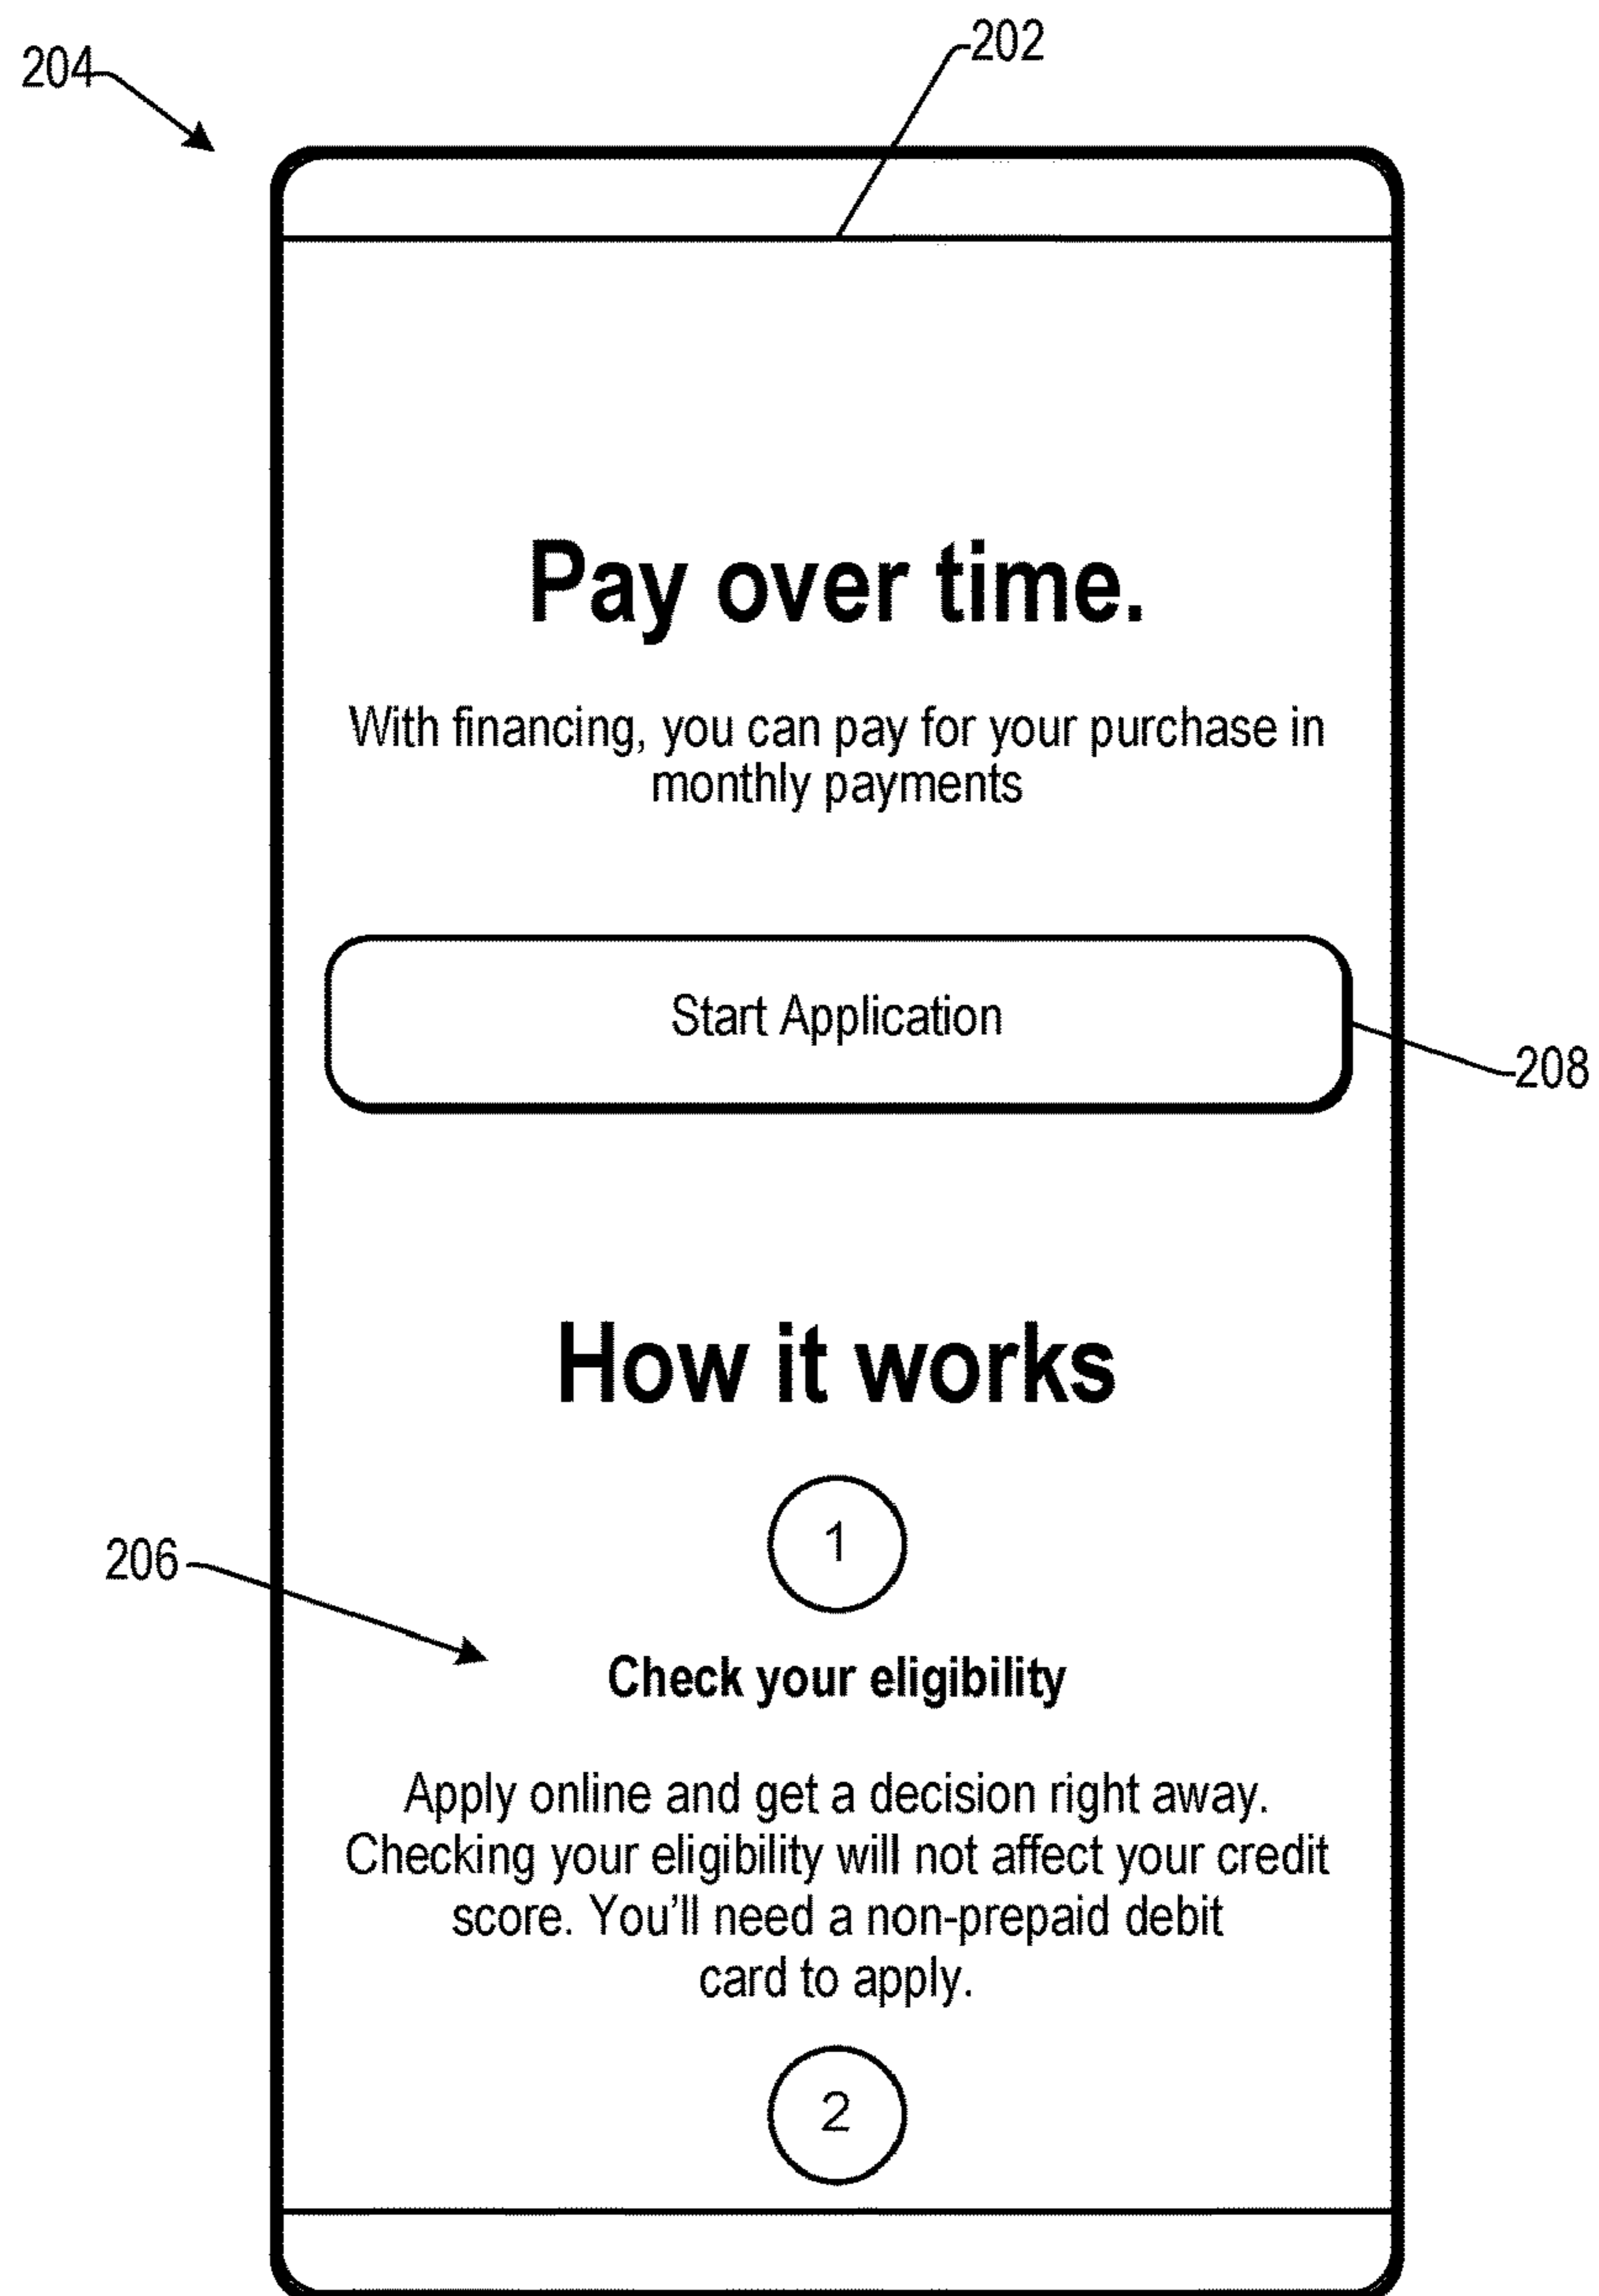 202
204
Pay over time.
With financing, you can pay for your purchase in
monthly payments
Start Application
208
How it works
1
206
Check your eligibility
Apply online and get a decision right away.
Checking your eligibility will not affect your credit
score. You'll need a non-prepaid debit
card to apply.
2